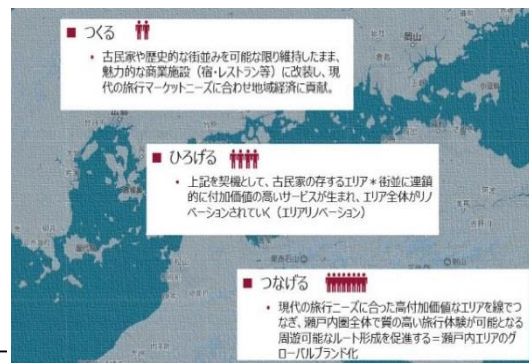 ■ つくる
• 古民家や歴史的な街並みを可能な限り維持したまま、
魅力的な商業施設（宿・レストラン等）に改装し、現
代の旅行マーケットニーズに合わせ地域経済に貢献。
岡山
広島
■ ひろげる
• 上記を契機として、古民家の存するエリア＊街並に連鎖
的に付加価値の高いサービスが生まれ、エリア全体がリノ
ベーションされていく（エリアリノベーション）
■ つなげる
• 現代の旅行ニーズに合った高付加価値なエリアを線でつ
なぎ、瀬戸内圏全体で質の高い旅行体験が可能となる
周遊可能なルート形成を促進する＝瀬戸内エリアのグ
ローバルブランド化